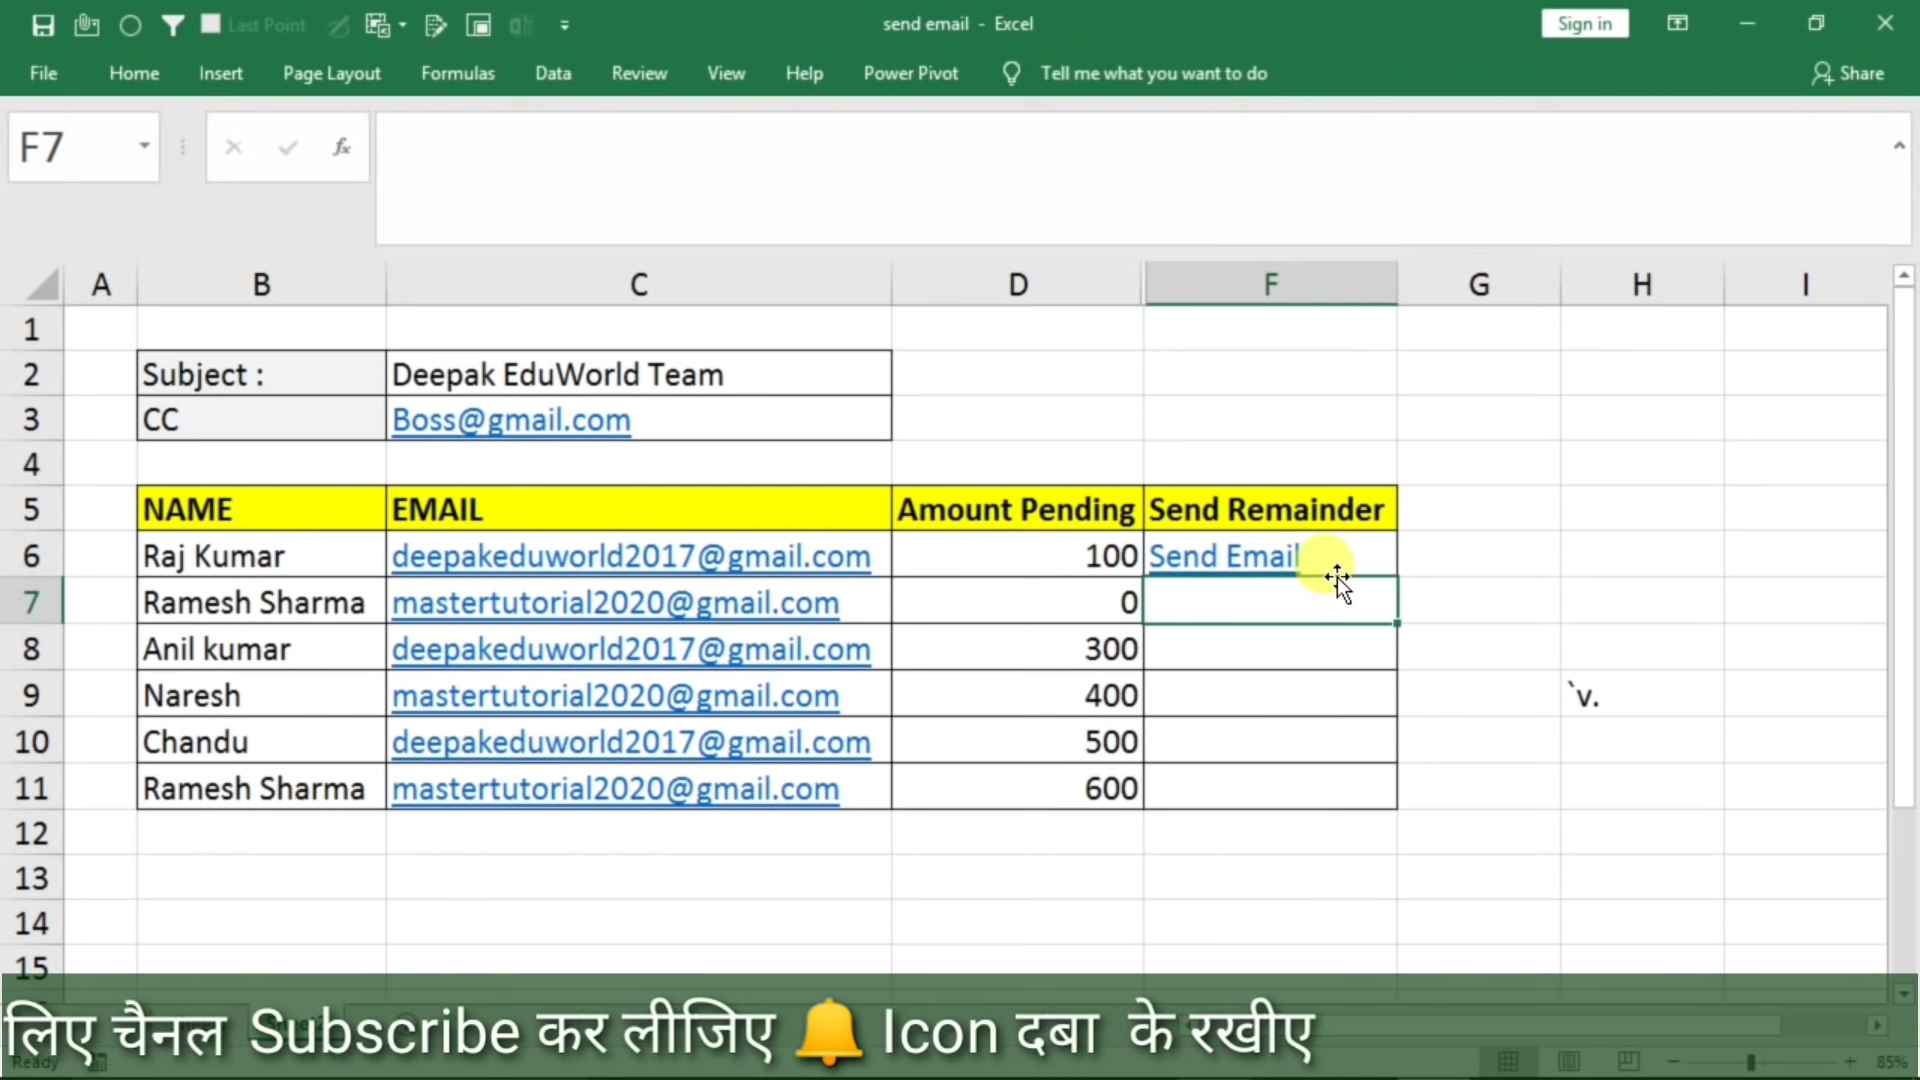 Last Point
send email - Excel
Sign in
File Home Insert Page Layout Formulas Data Review View Help Power Pivot Tell me what you want to do Share
F7 fx
A B C D F G H I
1
2 Subject : Deepak EduWorld Team
3 CC Boss@gmail.com
4
5 NAME EMAIL Amount Pending Send Remainder
6 Raj Kumar deepakeduworld2017@gmail.com 100 Send Email
7 Ramesh Sharma mastertutorial2020@gmail.com 0
8 Anil kumar deepakeduworld2017@gmail.com 300
9 Naresh mastertutorial2020@gmail.com 400 `v.
10 Chandu deepakeduworld2017@gmail.com 500
11 Ramesh Sharma mastertutorial2020@gmail.com 600
12
13
14
15
लिए चैनल Subscribe कर लीजिए 🔔 Icon दबा के रखीए
Ready 85%